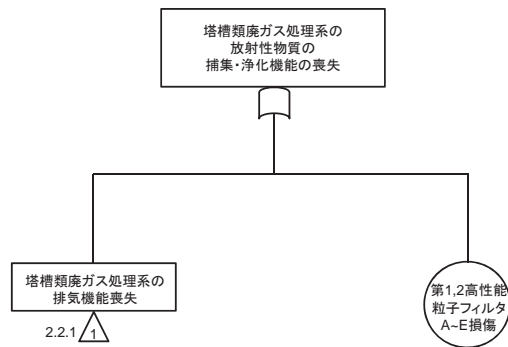 塔槽類廃ガス処理系の
放射性物質の
捕集・浄化機能の喪失
塔槽類廃ガス処理系の
排気機能喪失
2.2.1 1
第1,2高性能
粒子フィルタ
A~E損傷